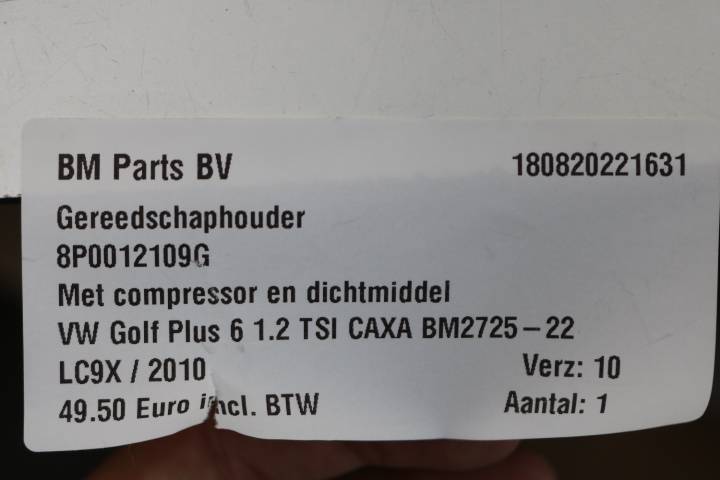 BM Parts BV 180820221631
Gereedschaphouder
8P0012109G
Met compressor en dichtmiddel
VW Golf Plus 6 1.2 TSI CAXA BM2725-22
LC9X / 2010 Verz: 10
49.50 Euro incl. BTW Aantal: 1